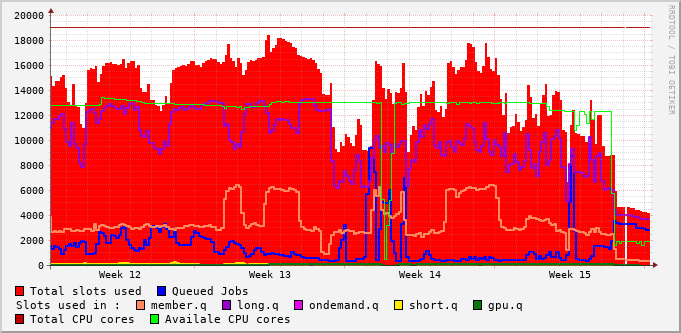 20000
18000
16000
14000
12000
10000
8000
6000
4000
2000
0
Week 12 Week 13 Week 14 Week 15
RRDTOOL / TOBI OETIKER
Total slots used Queued Jobs
Slots used in : member.q long.q ondemand.q short.q gpu.q
Total CPU cores Availale CPU cores